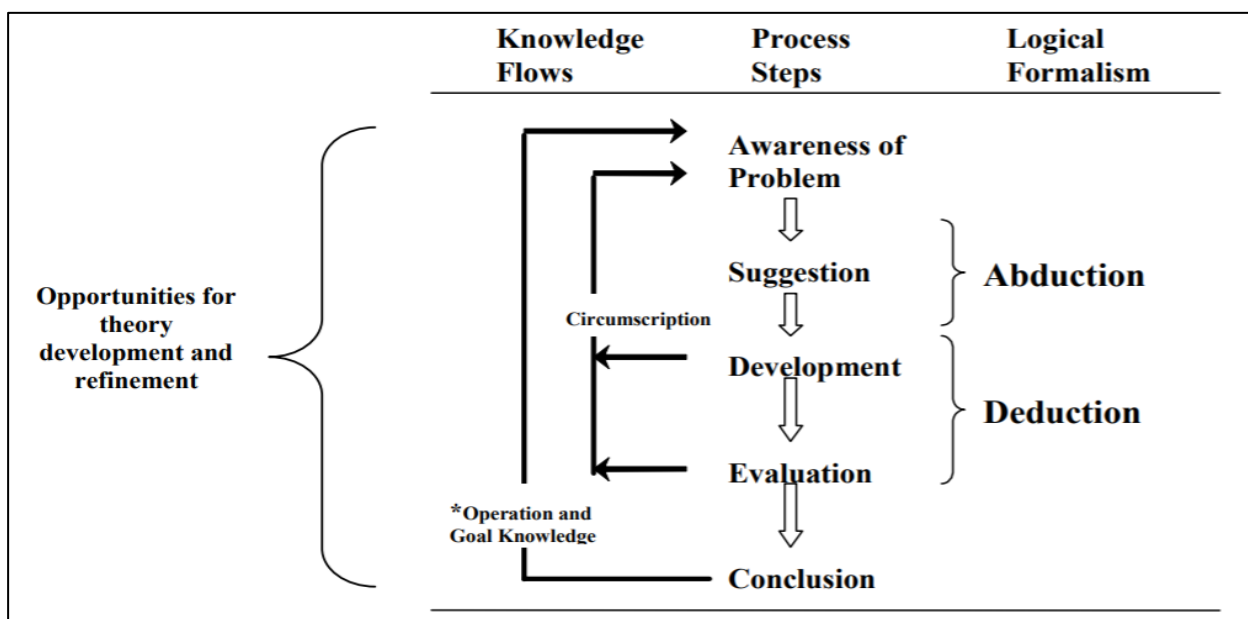 Knowledge
Flows
Process
Steps
Logical
Formalism
Awareness of
Problem
Suggestion
Abduction
Opportunities for
theory
development and
refinement
Circumscription
Development
Deduction
Evaluation
*Operation and
Goal Knowledge
Conclusion